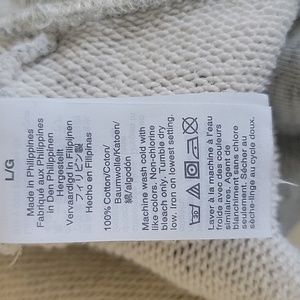 L/G
Made in Philippines
Fabriqué aux Philippines
in Den Philippinen
Hergestellt
Vervaardigd in Filipijnen
フィリピン製
Hecho en Filipinas
100% Cotton/Coton/
Baumwolle/Katoen/
綿/algodón
Machine wash cold with
like colors. Non-chlorine
bleach only. Tumble dry
low. Iron on lowest setting.
Laver à la machine à l'eau
froide avec des couleurs
similaires. Agent de
blanchiment sans chlore
seulement. Sécher au
sèche-linge au cycle doux.